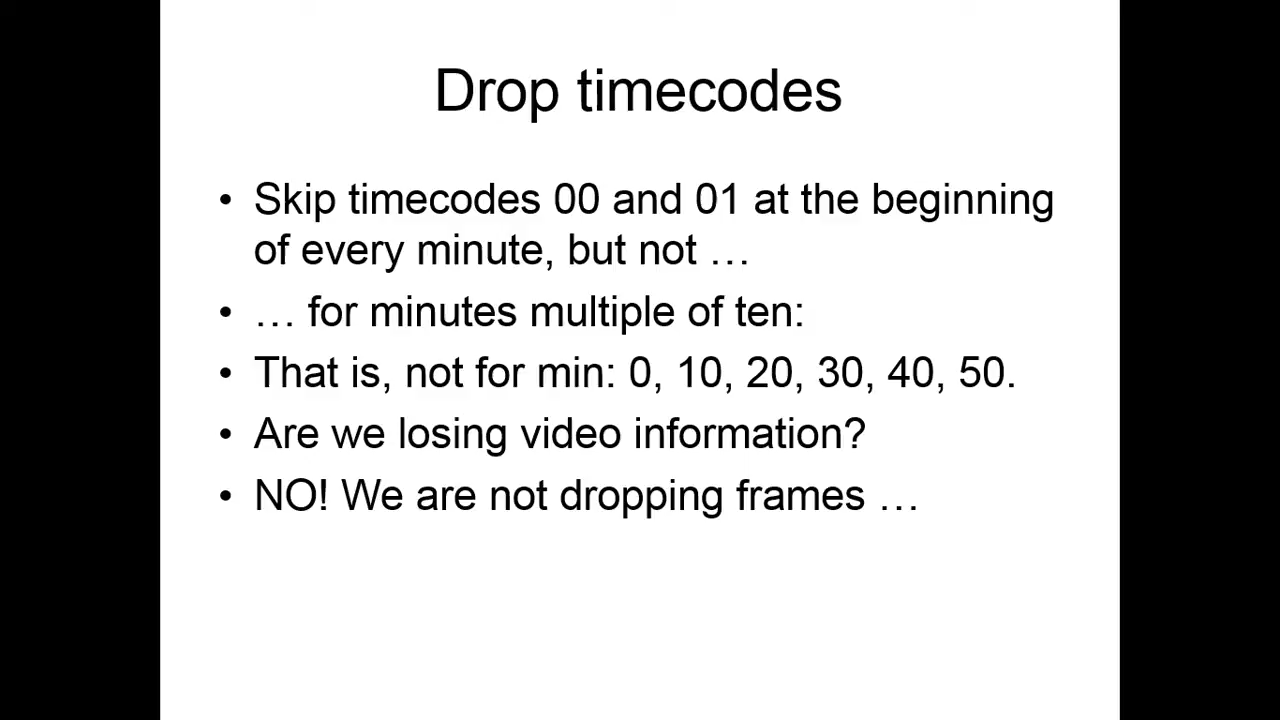 Drop timecodes
• Skip timecodes 00 and 01 at the beginning
of every minute, but not …
• … for minutes multiple of ten:
• That is, not for min: 0, 10, 20, 30, 40, 50.
• Are we losing video information?
• NO! We are not dropping frames …